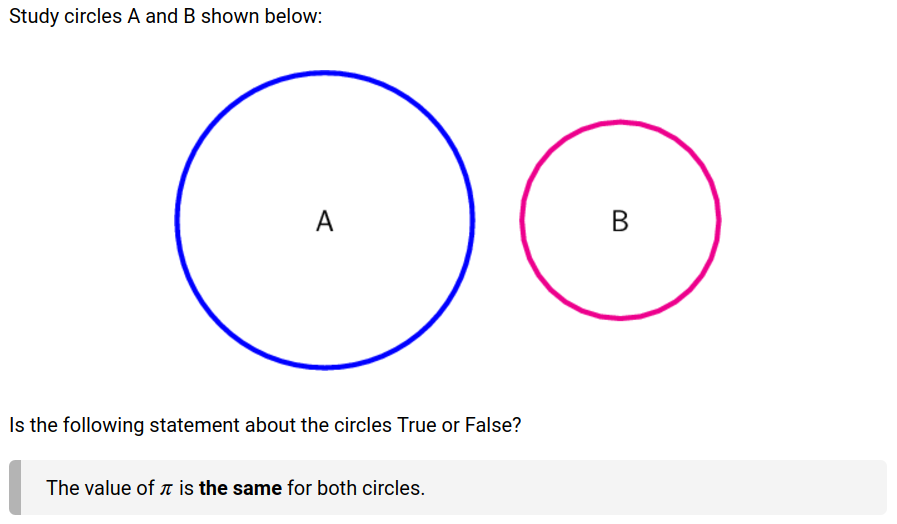 Study circles A and B shown below:
A
B
Is the following statement about the circles True or False?
The value of π is the same for both circles.